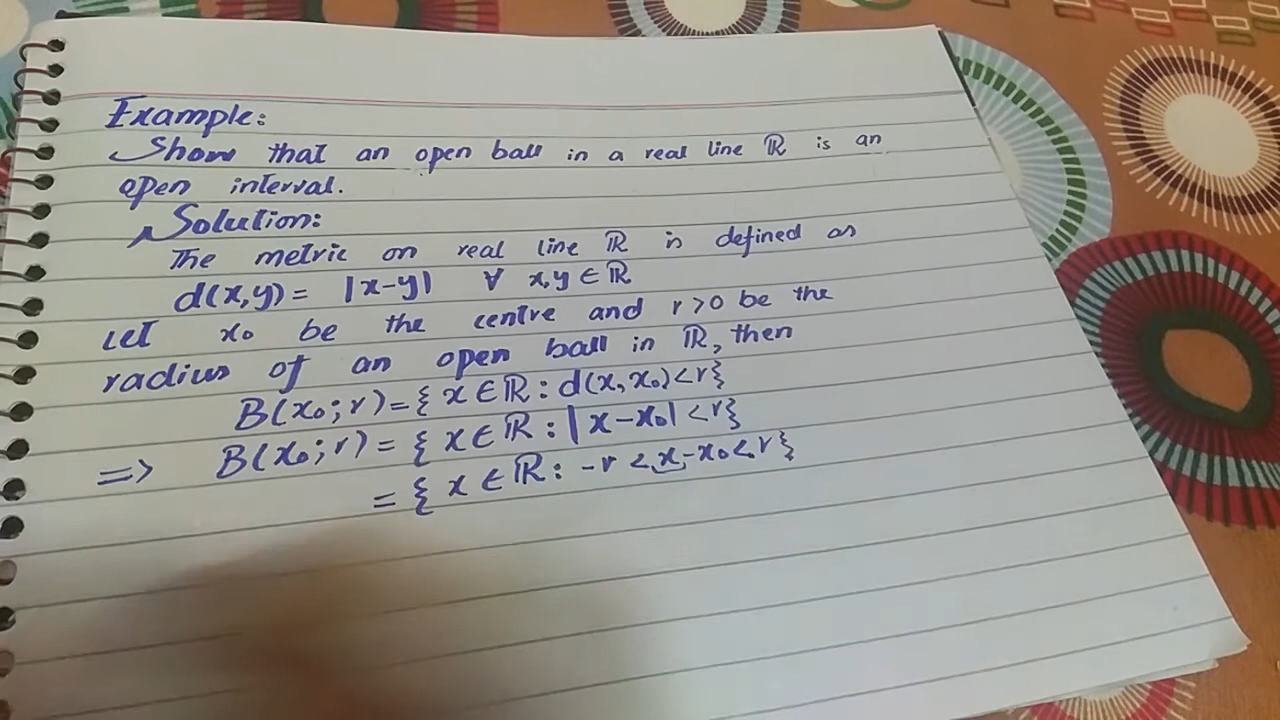 Example:
Show that an open ball in a real line ℝ is an
open interval.
Solution:
The metric on real line ℝ is defined as
d(x,y) = |x-y| ∀ x,y ∈ ℝ
Let x₀ be the centre and r>0 be the
radius of an open ball in ℝ, then
B(x₀;r) = { x ∈ ℝ : d(x,x₀) < r}
=> B(x₀;r) = { x ∈ ℝ : |x-x₀| < r}
= { x ∈ ℝ : -r < x-x₀ < r}